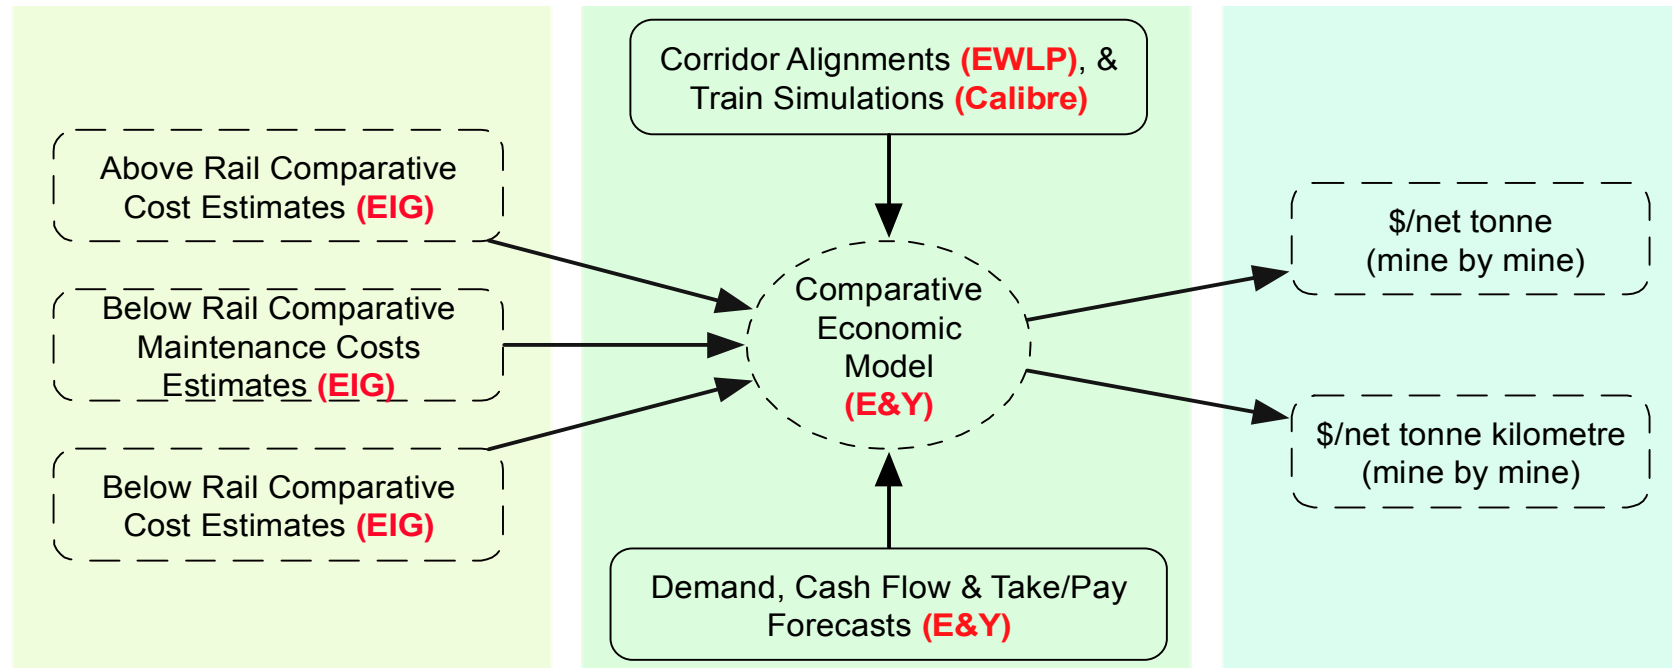 Above Rail Comparative
Cost Estimates (EIG)
Below Rail Comparative
Maintenance Costs
Estimates (EIG)
Below Rail Comparative
Cost Estimates (EIG)
Corridor Alignments (EWLP), &
Train Simulations (Calibre)
Comparative
Economic
Model
(E&Y)
Demand, Cash Flow & Take/Pay
Forecasts (E&Y)
$/net tonne
(mine by mine)
$/net tonne kilometre
(mine by mine)